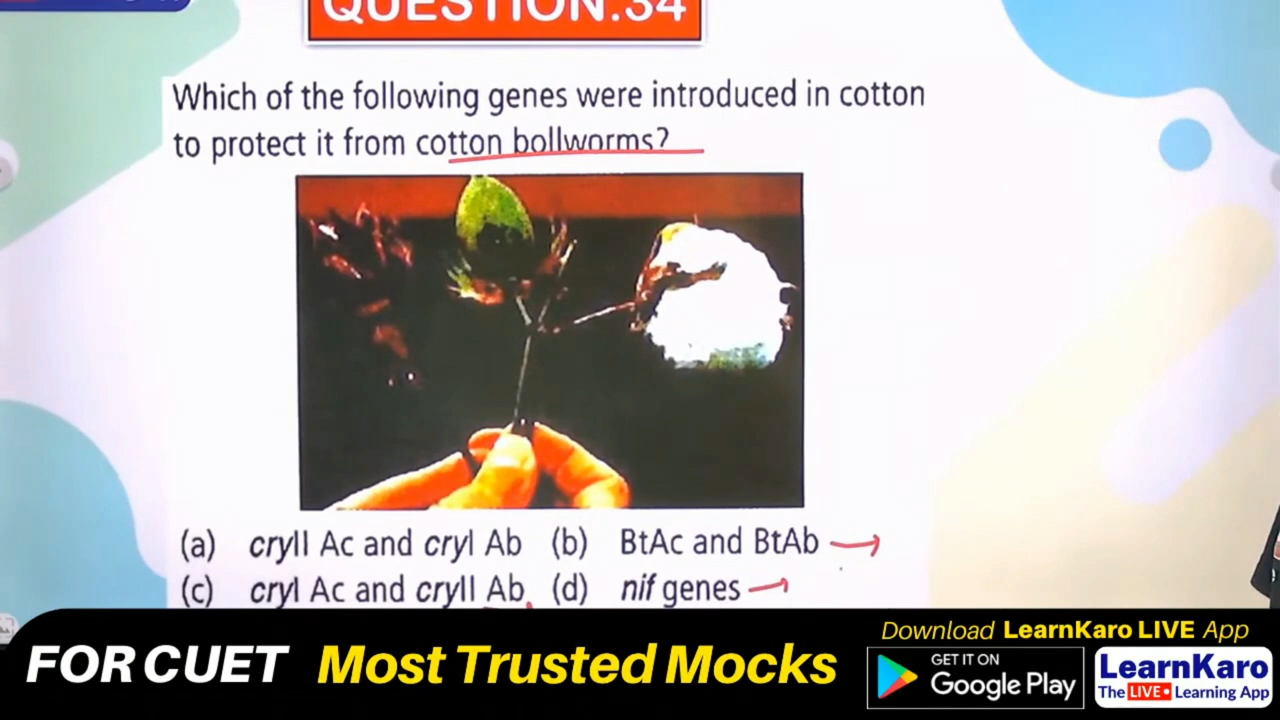 QUESTION.34
Which of the following genes were introduced in cotton
to protect it from cotton bollworms?
(a) cryII Ac and cryI Ab (b) BtAc and BtAb
(c) cryI Ac and cryII Ab (d) nif genes
FOR CUET Most Trusted Mocks
Download LearnKaro LIVE App
GET IT ON
Google Play
LearnKaro
The LIVE Learning App